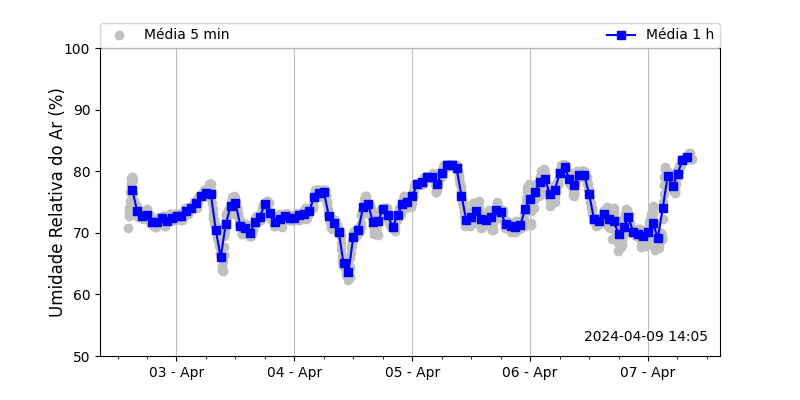 Média 5 min
Média 1 h
100
90
80
70
60
50
Umidade Relativa do Ar (%)
2024-04-09 14:05
03 - Apr
04 - Apr
05 - Apr
06 - Apr
07 - Apr